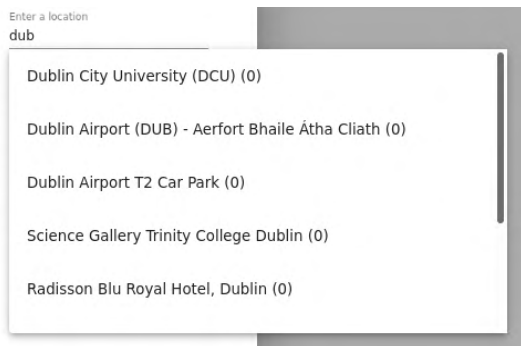 Enter a location
dub
Dublin City University (DCU) (0)
Dublin Airport (DUB) - Aerfort Bhaile Átha Cliath (0)
Dublin Airport T2 Car Park (0)
Science Gallery Trinity College Dublin (0)
Radisson Blu Royal Hotel, Dublin (0)